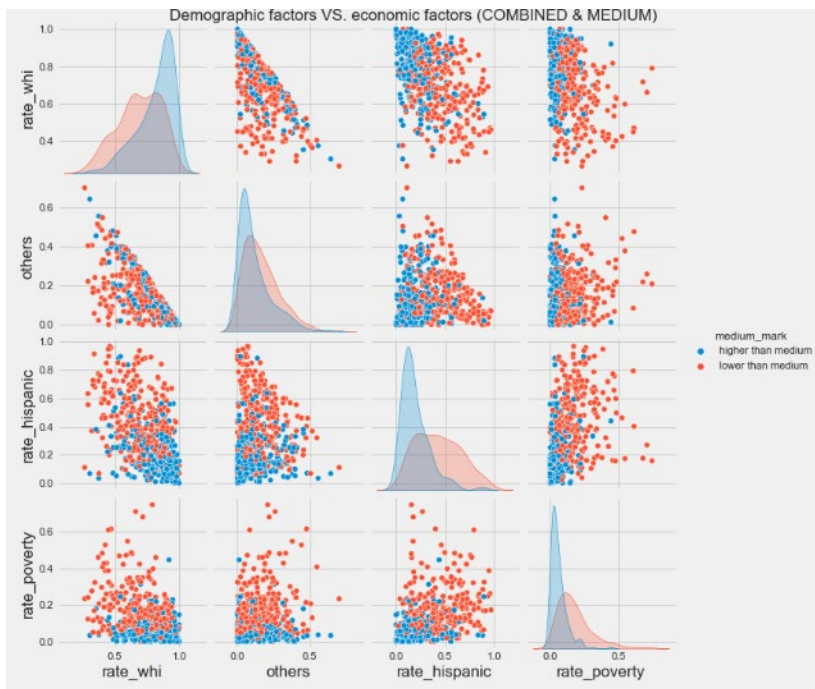 Demographic factors VS. economic factors (COMBINED & MEDIUM)
1.0
0.8
0.6
0.4
rate_whi
0.6
0.4
0.2
0.0
others
medium_mark
higher than medium
lower than medium
1.0
0.8
0.6
0.4
0.2
0.0
rate_hispanic
0.6
0.4
0.2
0.0
rate_poverty
0.5 1.0 0.0 0.5 0.0 0.5 1.0 0.0 0.5
rate_whi others rate_hispanic rate_poverty